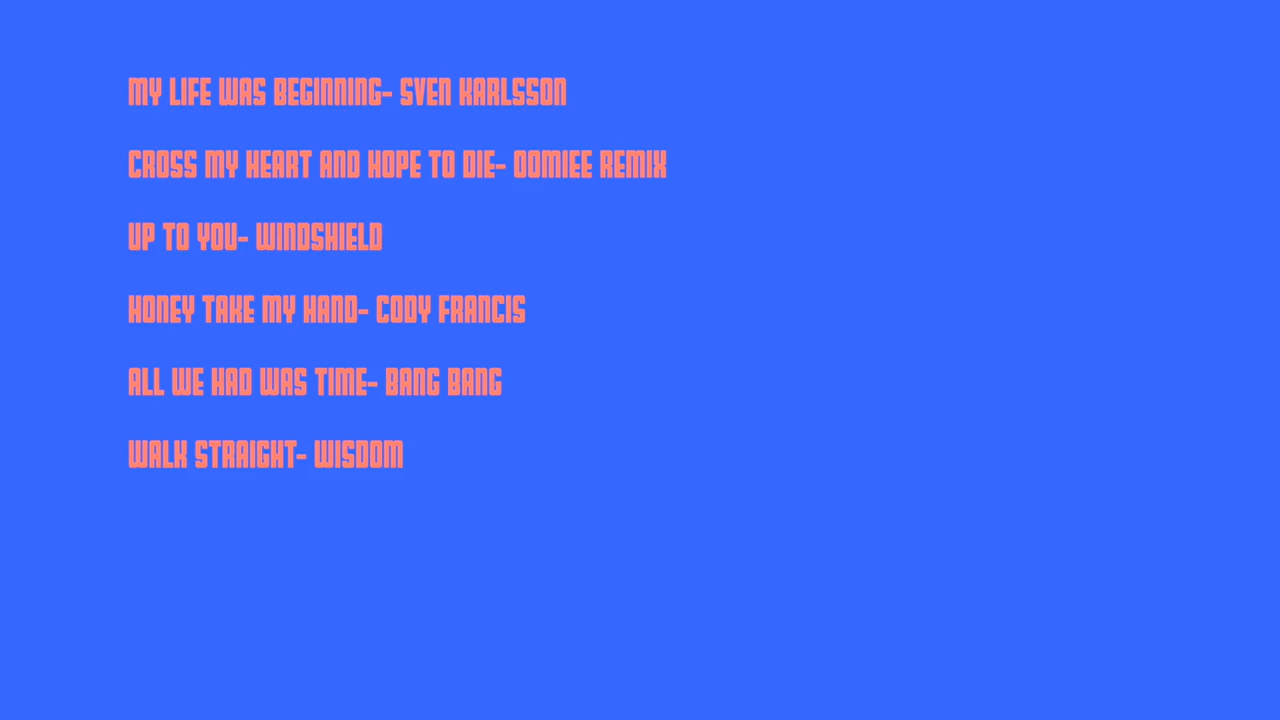 MY LIFE WAS BEGINNING- SVEN KARLSSON
CROSS MY HEART AND HOPE TO DIE- OOMIEE REMIX
UP TO YOU- WINDSHIELD
HONEY TAKE MY HAND- CODY FRANCIS
ALL WE HAD WAS TIME- BANG BANG
WALK STRAIGHT- WISDOM